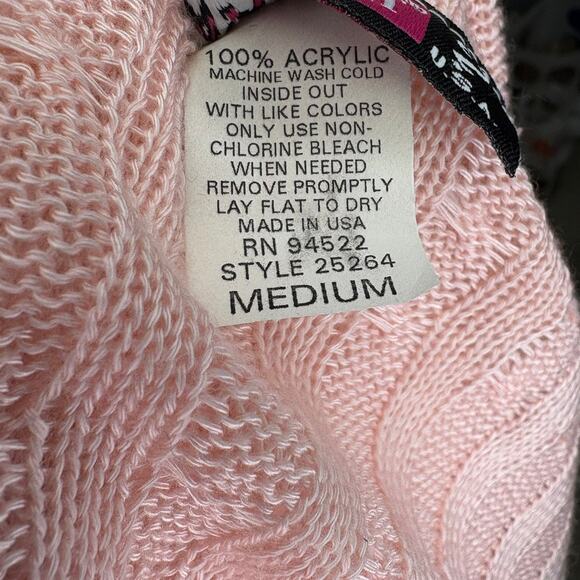 100% ACRYLIC
MACHINE WASH COLD
INSIDE OUT
WITH LIKE COLORS
ONLY USE NON-
CHLORINE BLEACH
WHEN NEEDED
REMOVE PROMPTLY
LAY FLAT TO DRY
MADE IN USA
RN 94522
STYLE 25264
MEDIUM